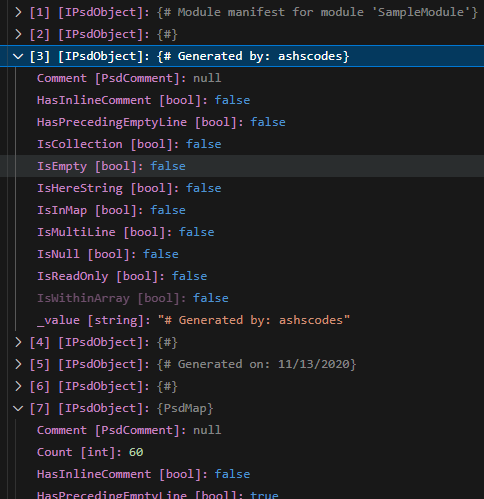 [1] [IPsdObject]: {# Module manifest for module 'SampleModule'}
[2] [IPsdObject]: {#}
[3] [IPsdObject]: {# Generated by: ashscodes}
Comment [PsdComment]: null
HasInlineComment [bool]: false
HasPrecedingEmptyLine [bool]: false
IsCollection [bool]: false
IsEmpty [bool]: false
IsHereString [bool]: false
IsInMap [bool]: false
IsMultiLine [bool]: false
IsNull [bool]: false
IsReadOnly [bool]: false
IsWithinArray [bool]: false
_value [string]: "# Generated by: ashscodes"
[4] [IPsdObject]: {#}
[5] [IPsdObject]: {# Generated on: 11/13/2020}
[6] [IPsdObject]: {#}
[7] [IPsdObject]: {PsdMap}
Comment [PsdComment]: null
Count [int]: 60
HasInlineComment [bool]: false
HasPrecedingEmptyLine [bool]: true